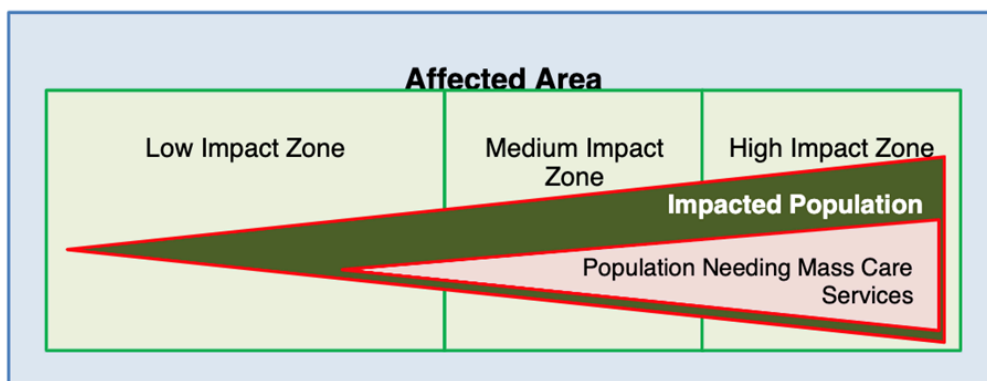 Affected Area
Low Impact Zone
Medium Impact
Zone
High Impact Zone
Impacted Population
Population Needing Mass Care
Services